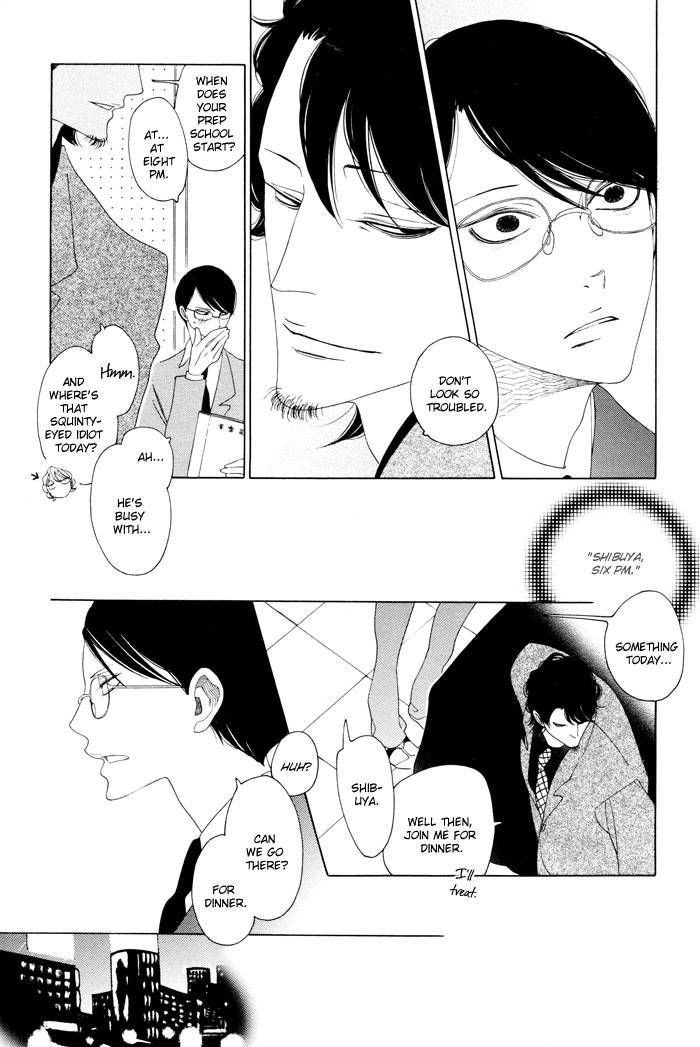 DON'T
LOOK SO
TROUBLED.
WHEN
DOES
YOUR
PREP
SCHOOL
START?
AT...
AT
EIGHT
PM.
Hmm.
AND
WHERE'S
THAT
SQUINTY-
EYED IDIOT
TODAY?
AH...
HE'S
BUSY
WITH...
"SHIBUYA,
SIX PM."
SOMETHING
TODAY...
WELL THEN,
JOIN ME FOR
DINNER.
I'll
treat.
SHIB-
UYA.
HUH?
CAN
WE GO
THERE?
FOR
DINNER.